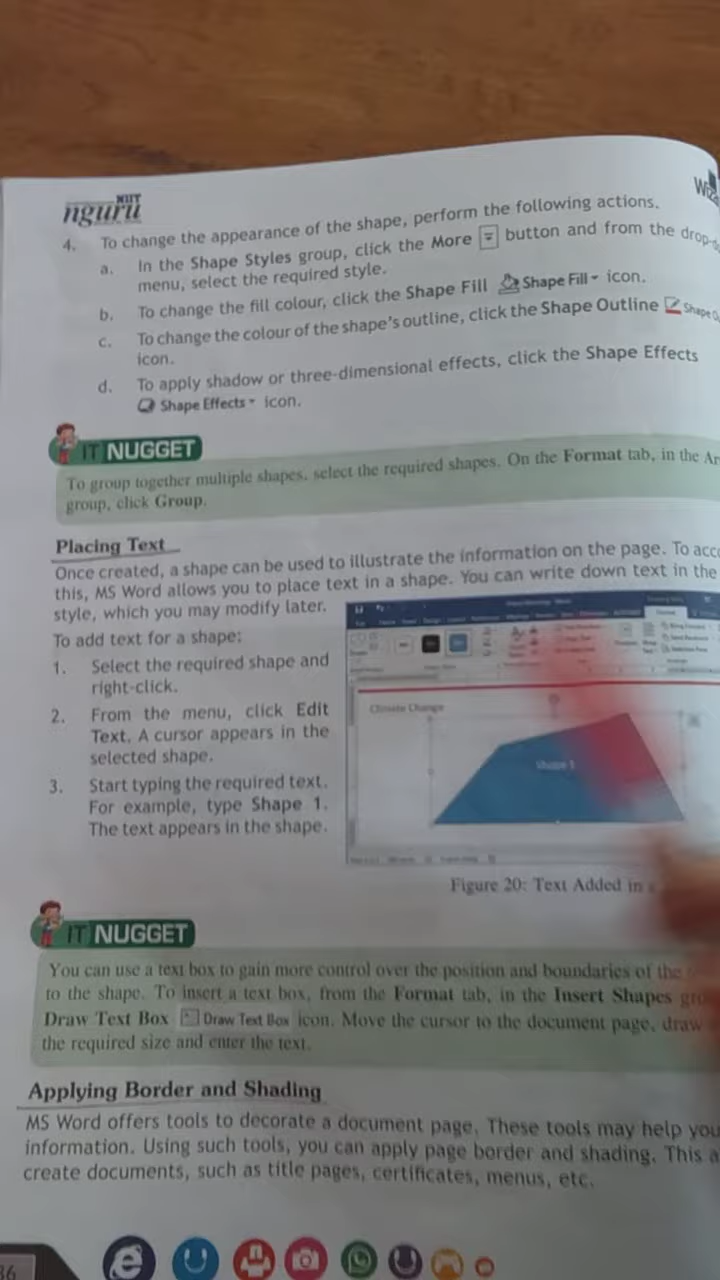 NIIT
nguru
4. To change the appearance of the shape, perform the following actions.
a. In the Shape Styles group, click the More button and from the
menu, select the required style.
b. To change the fill colour, click the Shape Fill Shape Fill icon.
c. To change the colour of the shape's outline, click the Shape Outline Shape
icon.
d. To apply shadow or three-dimensional effects, click the Shape Effects
Shape Effects icon.
IT NUGGET
To group together multiple shapes, select the required shapes. On the Format tab, in the
group, click Group.
Placing Text
Once created, a shape can be used to illustrate the information on the page. To
this, MS Word allows you to place text in a shape. You can write down text in the
style, which you may modify later.
To add text for a shape:
1. Select the required shape and
right-click.
2. From the menu, click Edit
Text. A cursor appears in the
selected shape.
3. Start typing the required text.
For example, type Shape 1.
The text appears in the shape.
Climate Change
Shape 1
Figure 20: Text Added in
IT NUGGET
You can use a text box to gain more control over the position and boundaries of the
to the shape. To insert a text box, from the Format tab, in the Insert Shapes
Draw Text Box Draw Text Box icon. Move the cursor to the document page, draw
the required size and enter the text.
Applying Border and Shading
MS Word offers tools to decorate a document page. These tools may help you
information. Using such tools, you can apply page border and shading. This
create documents, such as title pages, certificates, menus, etc.